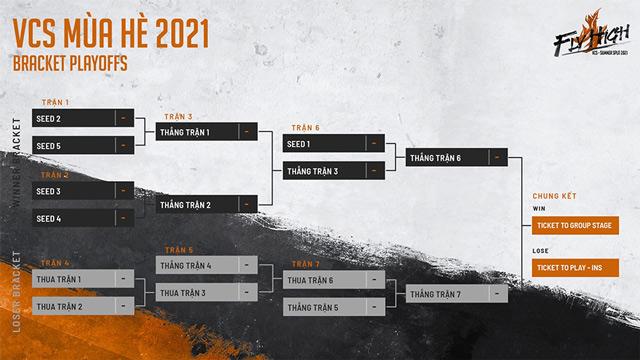 VCS MÙA HÈ 2021
BRACKET PLAYOFFS
FLY HIGH
VCS - SUMMER SPLIT 2021
WINNER BRACKET
TRẬN 1
SEED 2 -
SEED 5 -
TRẬN 2
SEED 3 -
SEED 4 -
TRẬN 3
THẮNG TRẬN 1 -
THẮNG TRẬN 2 -
TRẬN 6
SEED 1 -
THẮNG TRẬN 3 -
THẮNG TRẬN 6 -
CHUNG KẾT
WIN
TICKET TO GROUP STAGE
LOSE
TICKET TO PLAY - INS
LOSER BRACKET
TRẬN 4
THUA TRẬN 1 -
THUA TRẬN 2 -
TRẬN 5
THẮNG TRẬN 4 -
THUA TRẬN 3 -
TRẬN 7
THUA TRẬN 6 -
THẮNG TRẬN 5 -
THẮNG TRẬN 7 -